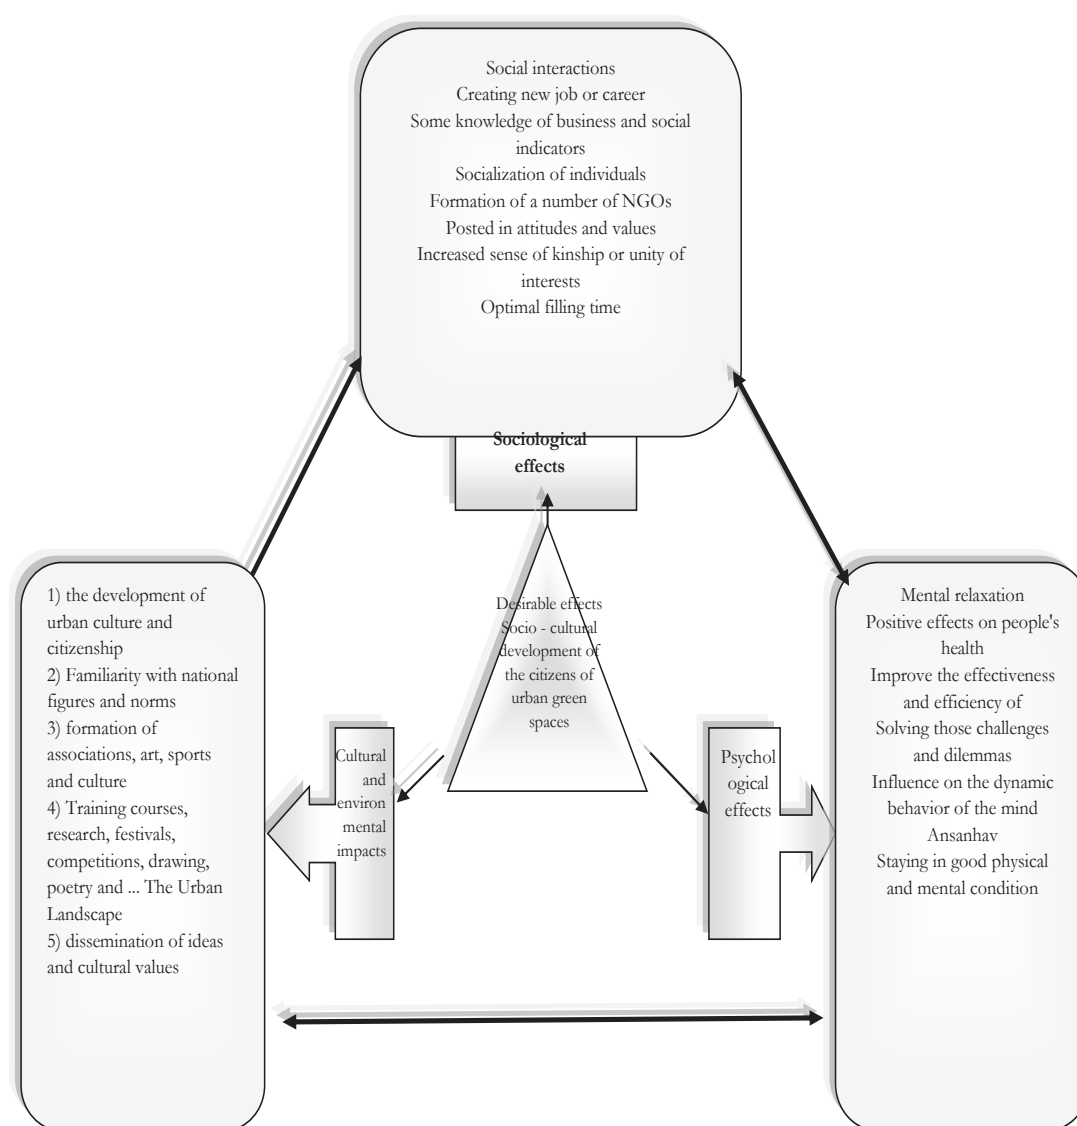 Social interactions
Creating new job or career
Some knowledge of business and social
indicators
Socialization of individuals
Formation of a number of NGOs
Posted in attitudes and values
Increased sense of kinship or unity of
interests
Optimal filling time
Sociological
effects
1) the development of
urban culture and
citizenship
2) Familiarity with national
figures and norms
3) formation of
associations, art, sports
and culture
4) Training courses,
research, festivals,
competitions, drawing,
poetry and ... The Urban
Landscape
5) dissemination of ideas
and cultural values
Cultural
and
environ
mental
impacts
Desirable effects
Socio - cultural
development of
the citizens of
urban green
spaces
Psychol
ogical
effects
Mental relaxation
Positive effects on people's
health
Improve the effectiveness
and efficiency of
Solving those challenges
and dilemmas
Influence on the dynamic
behavior of the mind
Ansanhav
Staying in good physical
and mental condition